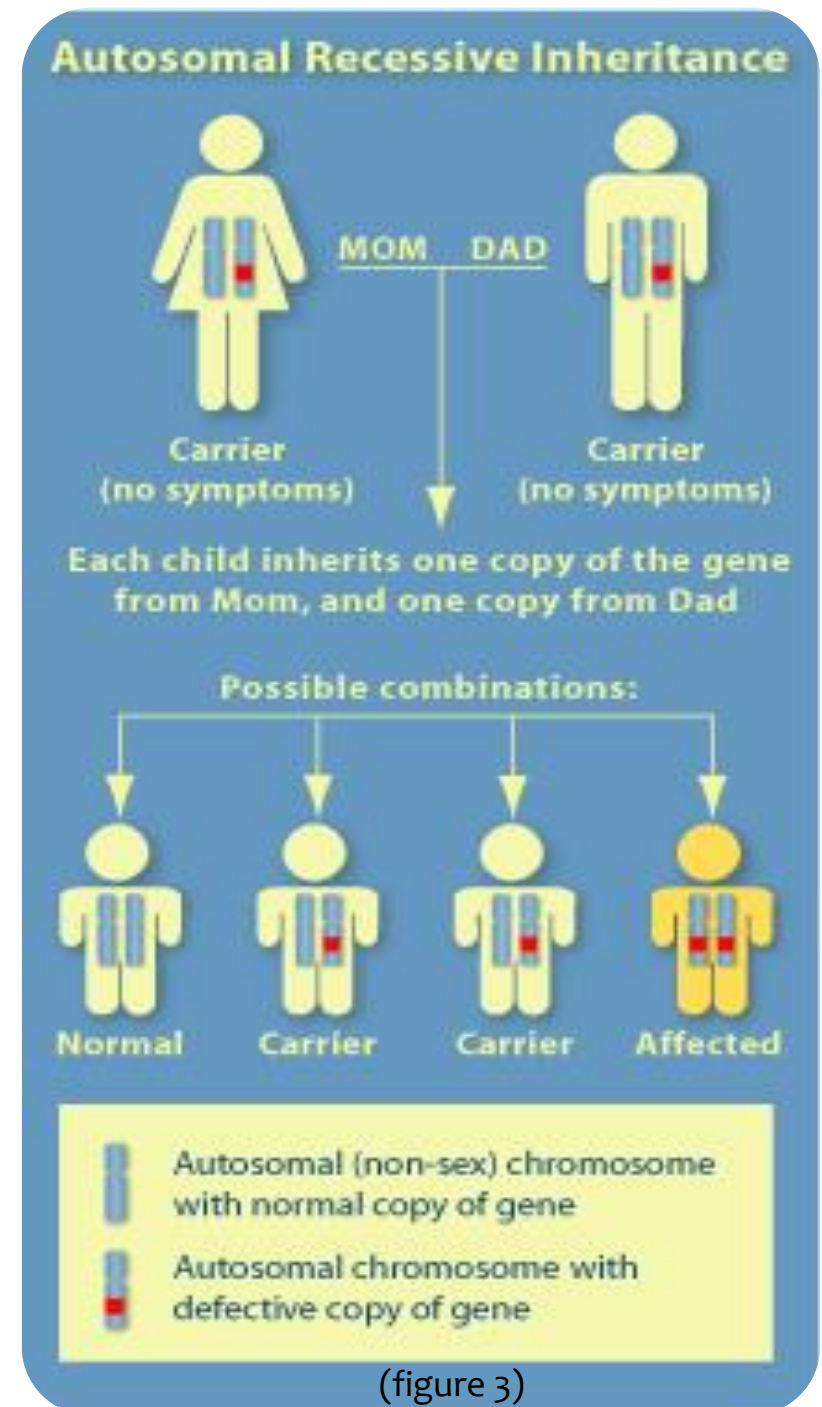 Autosomal Recessive Inheritance
MOM DAD
Carrier
(no symptoms)
Carrier
(no symptoms)
Each child inherits one copy of the gene
from Mom, and one copy from Dad
Possible combinations:
Normal Carrier Carrier Affected
Autosomal (non-sex) chromosome
with normal copy of gene
Autosomal chromosome with
defective copy of gene
(figure 3)